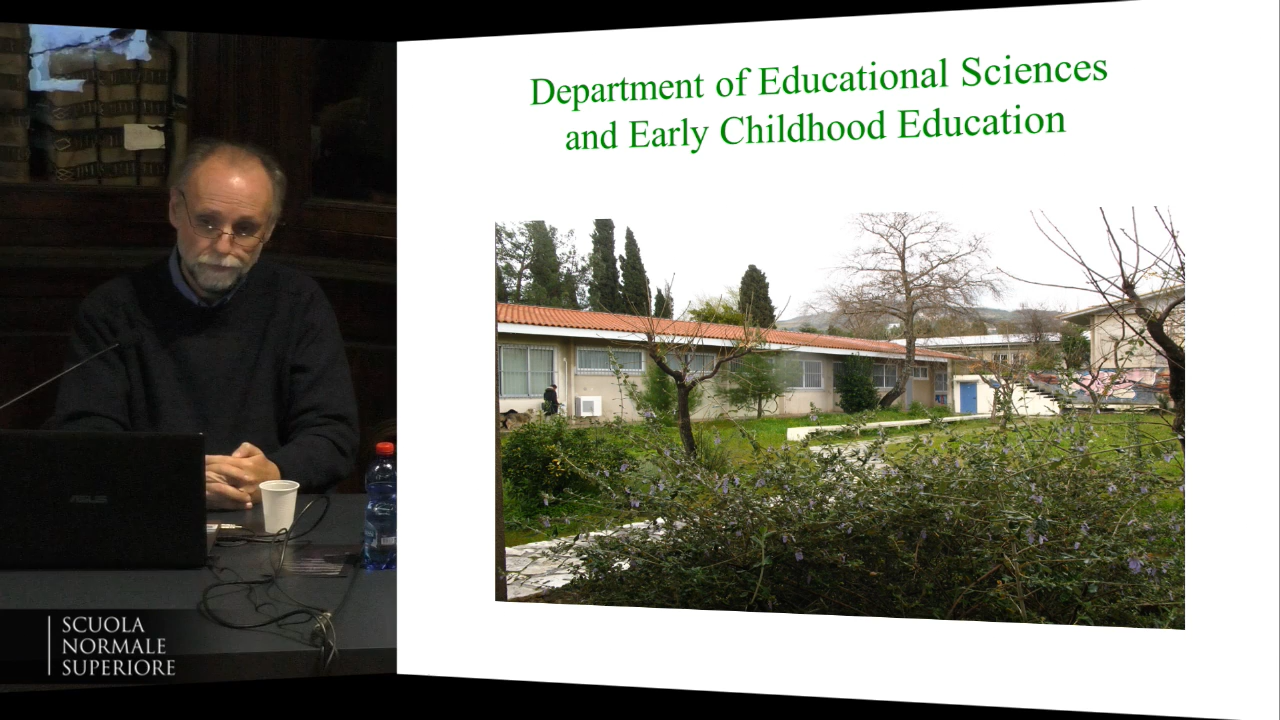 Department of Educational Sciences
and Early Childhood Education
ASUS
SCUOLA
NORMALE
SUPERIORE